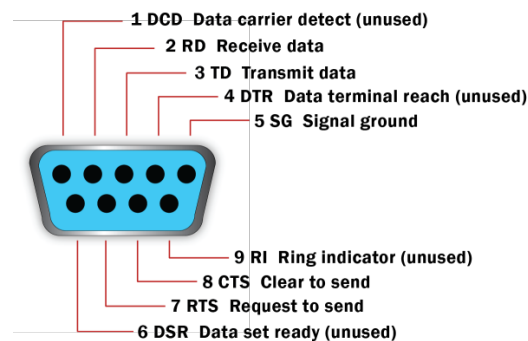 1 DCD Data carrier detect (unused)
2 RD Receive data
3 TD Transmit data
4 DTR Data terminal reach (unused)
5 SG Signal ground
9 RI Ring indicator (unused)
8 CTS Clear to send
7 RTS Request to send
6 DSR Data set ready (unused)